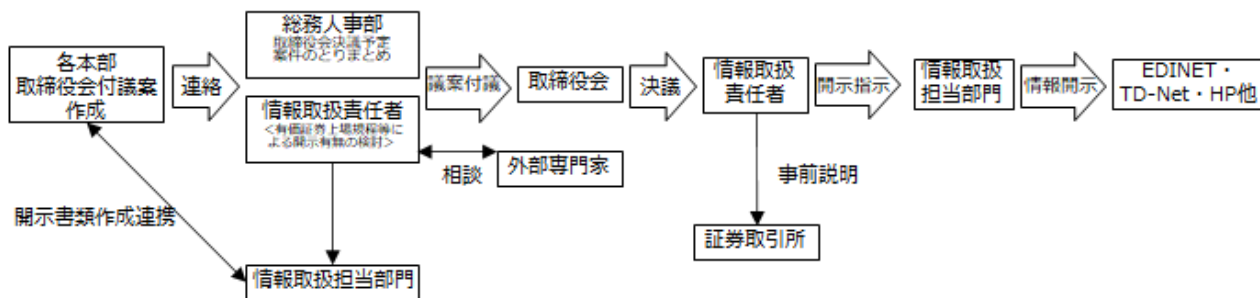 各本部
取締役会付議案
作成
連絡
総務人事部
取締役会決議予定
案件のとりまとめ
情報取扱責任者
<有価証券上場規程等に
よる開示有無の検討>
議案付議
取締役会
決議
情報取扱
責任者
開示指示
情報取扱
担当部門
情報開示
EDINET・
TD-Net・HP他
相談
外部専門家
事前説明
証券取引所
開示書類作成連携
情報取扱担当部門